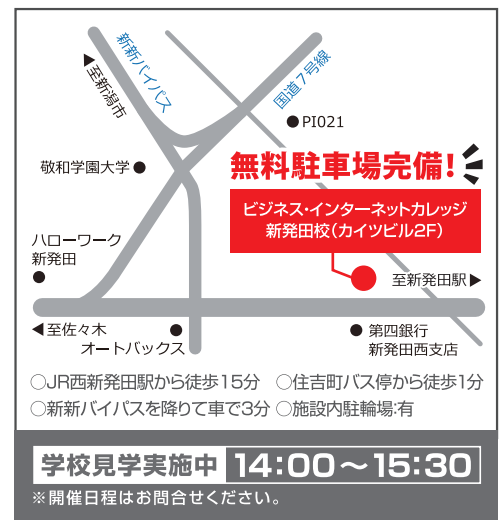 新新バイパス
国道7号線
▲至新潟市
●PI021
敬和学園大学●
無料駐車場完備!
ビジネス・インターネットカレッジ
新発田校(カイツビル2F)
ハローワーク
新発田
●
至新発田駅▶
◀至佐々木
●
オートバックス
● 第四銀行
新発田西支店
○JR西新発田駅から徒歩15分 ○住吉町バス停から徒歩1分
○新新バイパスを降りて車で3分 ○施設内駐輪場:有
学校見学実施中 14:00〜15:30
※開催日程はお問合せください。